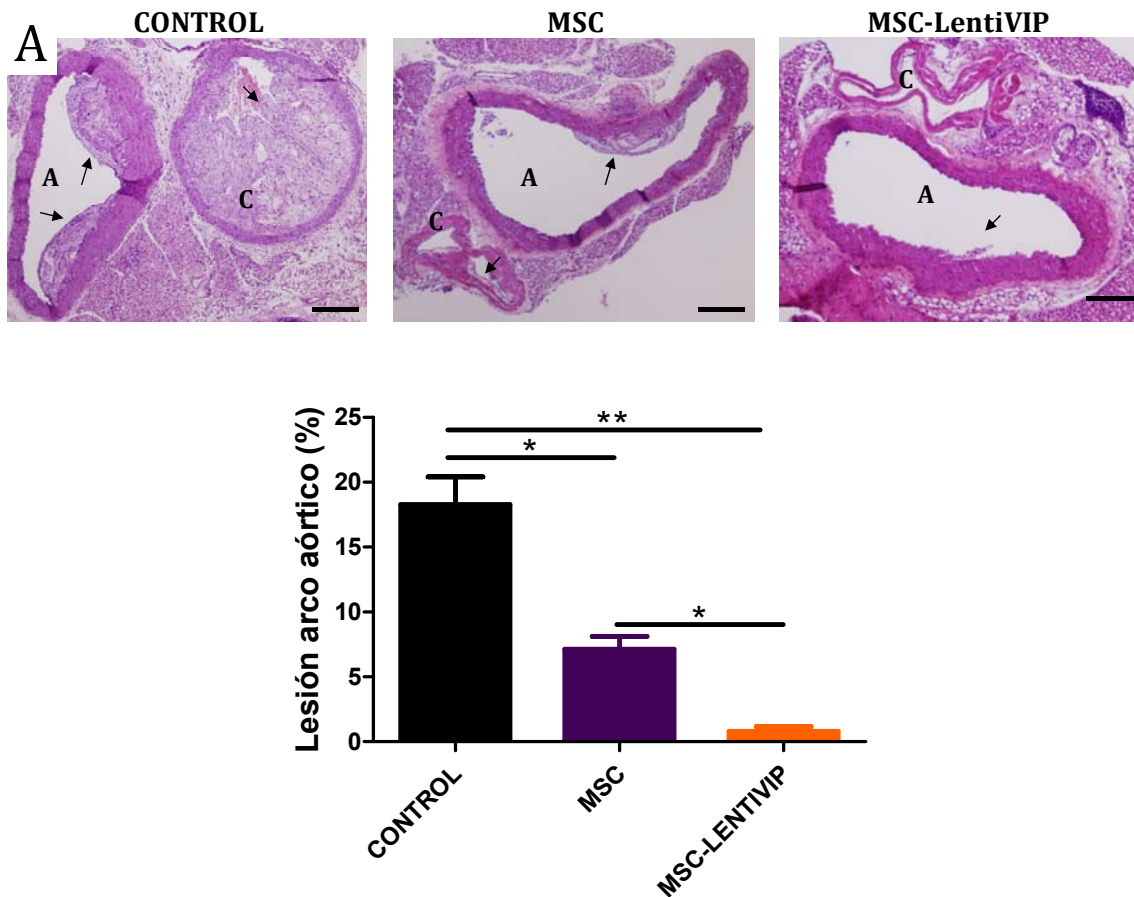 A
CONTROL
MSC
MSC-LentiVIP
A
C
A
C
C
A
Lesión arco aórtico (%)
25
20
15
10
5
0
**
*
*
CONTROL
MSC
MSC-LENTIVIP